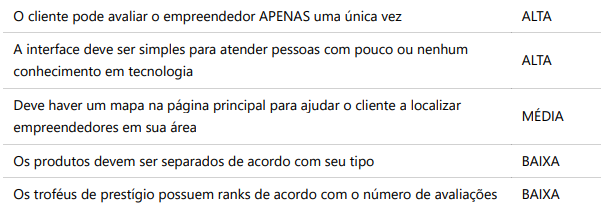 O cliente pode avaliar o empreendedor APENAS uma única vez ALTA
A interface deve ser simples para atender pessoas com pouco ou nenhum
conhecimento em tecnologia ALTA
Deve haver um mapa na página principal para ajudar o cliente a localizar
empreendedores em sua área MÉDIA
Os produtos devem ser separados de acordo com seu tipo BAIXA
Os troféus de prestígio possuem ranks de acordo com o número de avaliações BAIXA